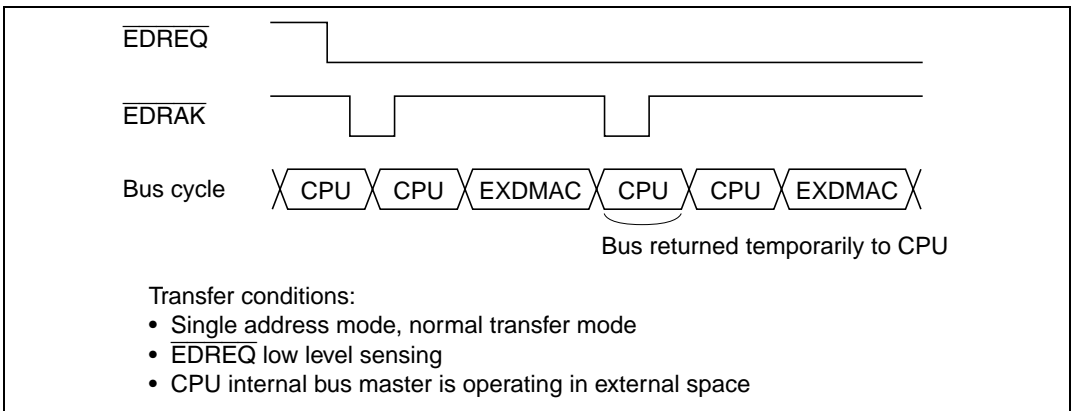 EDREQ
EDRAK
Bus cycle CPU CPU EXDMAC CPU CPU EXDMAC
Bus returned temporarily to CPU
Transfer conditions:
• Single address mode, normal transfer mode
• EDREQ low level sensing
• CPU internal bus master is operating in external space